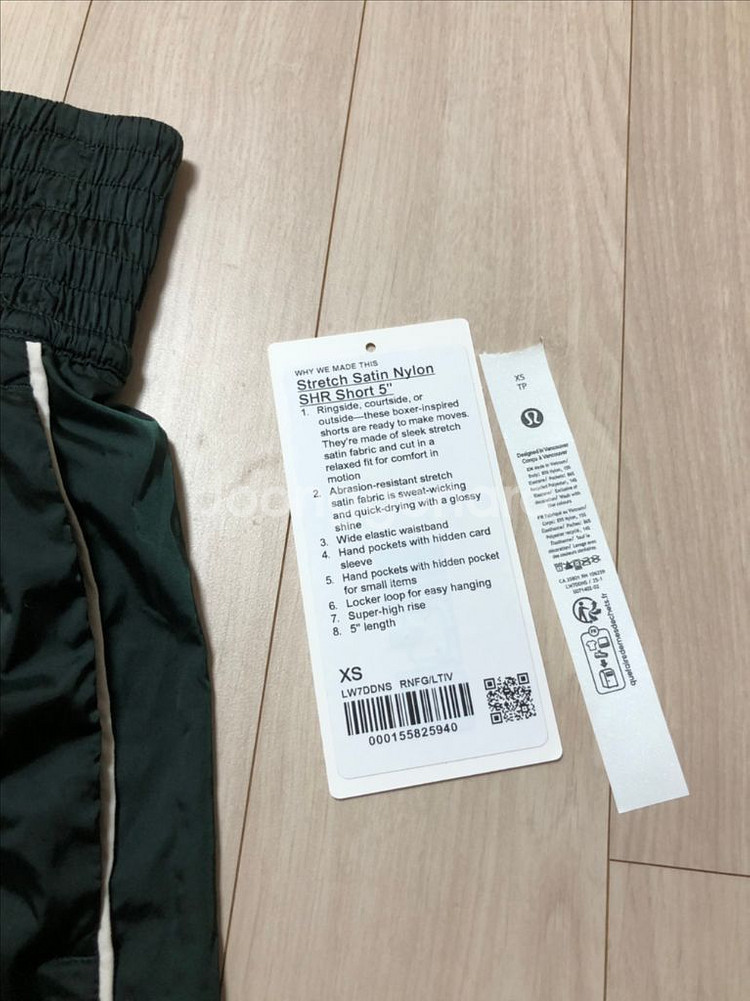 WHY WE MADE THIS
Stretch Satin Nylon
SHR Short 5"
1. Ringside, courtside, or
outside—these boxer-inspired
shorts are ready to make moves.
They're made of sleek stretch
satin fabric and cut in a
relaxed fit for comfort in
motion
2. Abrasion-resistant stretch
satin fabric is sweat-wicking
and quick-drying with a glossy
shine
3. Wide elastic waistband
4. Hand pockets with hidden card
sleeve
5. Hand pockets with hidden pocket
for small items
6. Locker loop for easy hanging
7. Super-high rise
8. 5" length
XS
LW7DDNS RNFG/LTIV
000155825940
XS
TP
Designed in Vancouver
Conçu à Vancouver
FR
quefairedemesdechets.fr